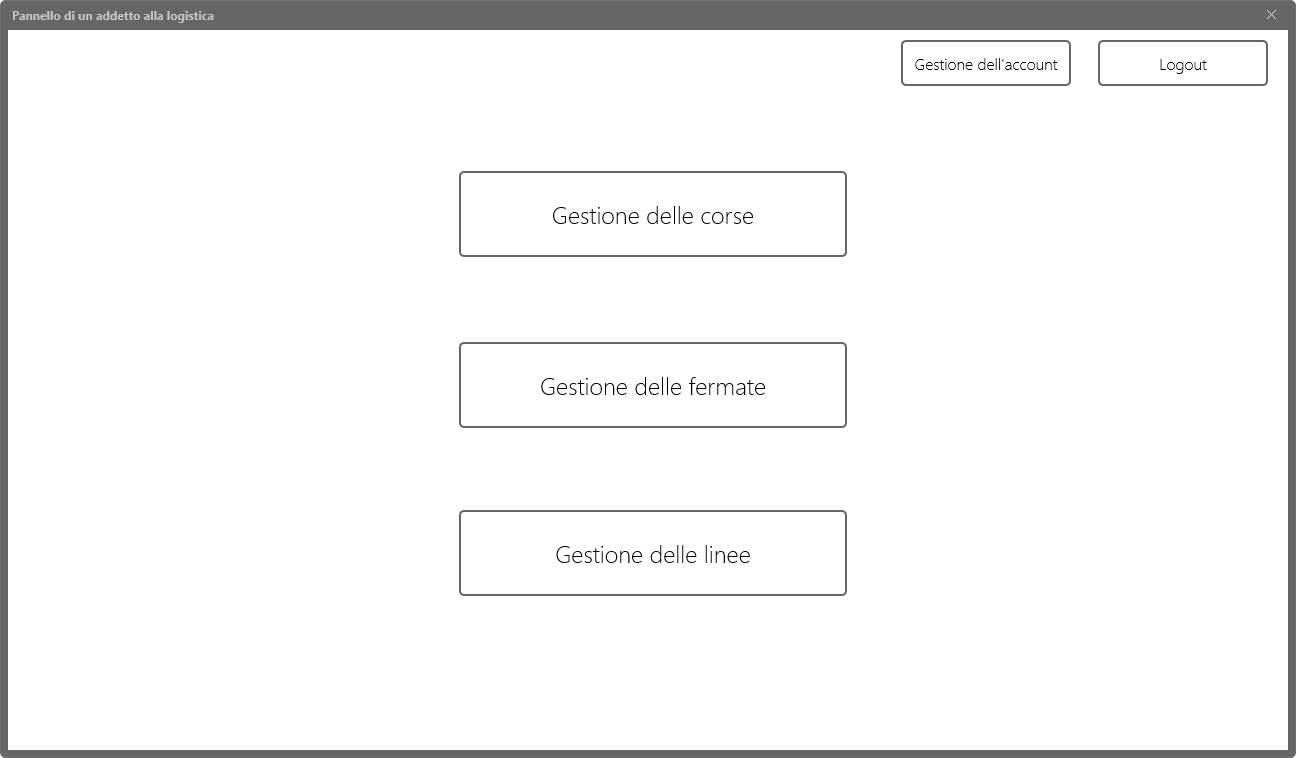 Pannello di un addetto alla logistica
Gestione dell'account
Logout
Gestione delle corse
Gestione delle fermate
Gestione delle linee